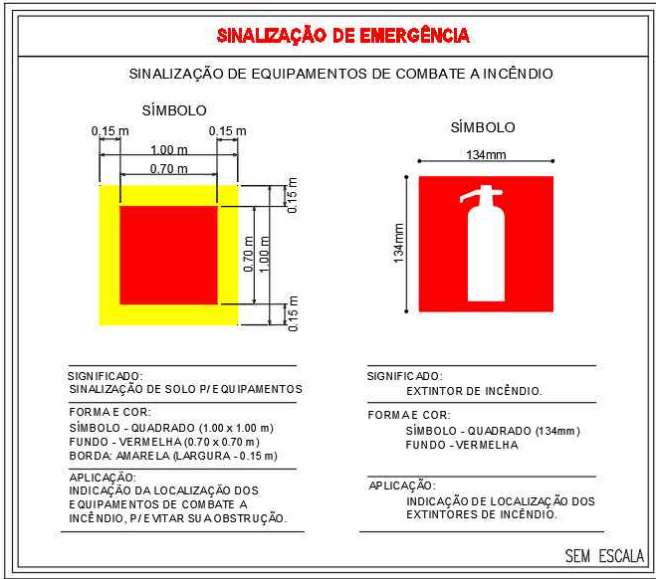 SINALIZAÇÃO DE EMERGÊNCIA
SINALIZAÇÃO DE EQUIPAMENTOS DE COMBATE A INCÊNDIO
SÍMBOLO
0.15 m
0.15 m
1.00 m
0.70 m
0.15 m
0.70 m
1.00 m
0.15 m
SIGNIFICADO:
SINALIZAÇÃO DE SOLO P/ EQUIPAMENTOS
FORMA E COR:
SÍMBOLO - QUADRADO (1.00 x 1.00 m)
FUNDO - VERMELHA (0.70 x 0.70 m)
BORDA: AMARELA (LARGURA - 0.15 m)
APLICAÇÃO:
INDICAÇÃO DA LOCALIZAÇÃO DOS
EQUIPAMENTOS DE COMBATE A
INCÊNDIO, P/ EVITAR SUA OBSTRUÇÃO.
SÍMBOLO
134mm
134mm
SIGNIFICADO:
EXTINTOR DE INCÊNDIO.
FORMA E COR:
SÍMBOLO - QUADRADO (134mm)
FUNDO - VERMELHA
APLICAÇÃO:
INDICAÇÃO DE LOCALIZAÇÃO DOS
EXTINTORES DE INCÊNDIO.
SEM ESCALA